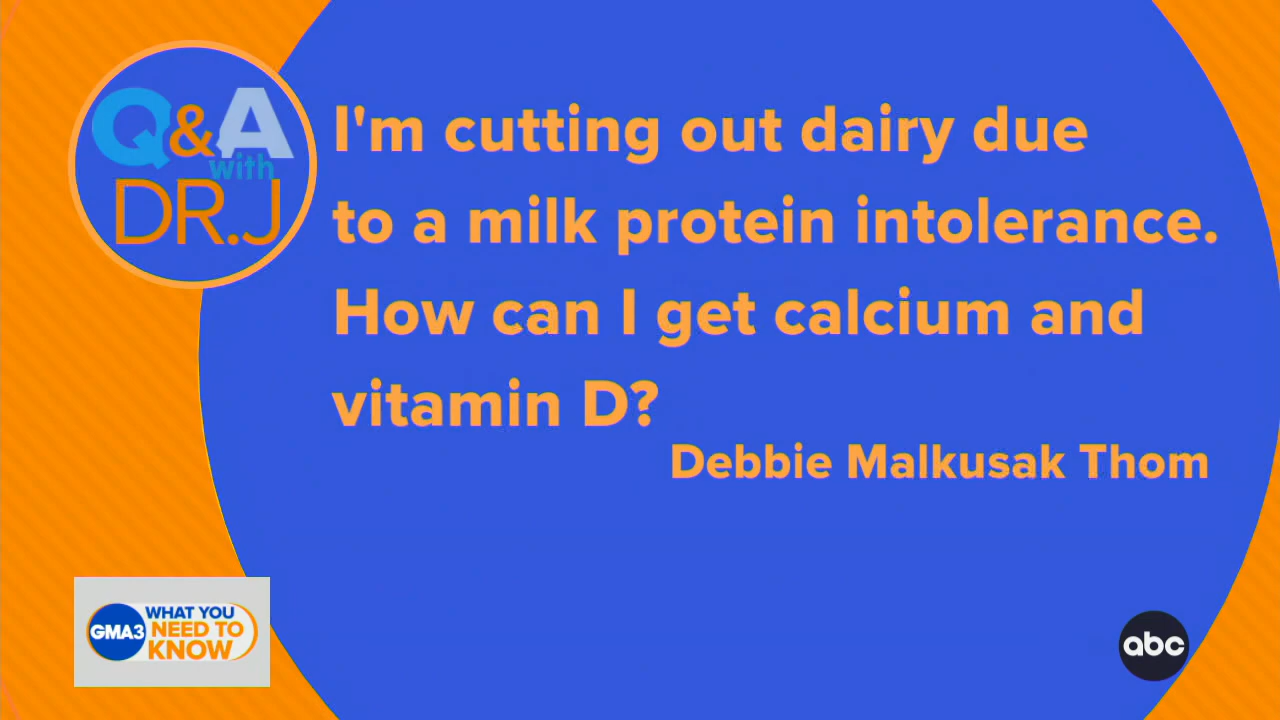 Q&A
with
DR.J
I'm cutting out dairy due
to a milk protein intolerance.
How can I get calcium and
vitamin D?
Debbie Malkusak Thom
GMA3
WHAT YOU
NEED TO
KNOW
abc